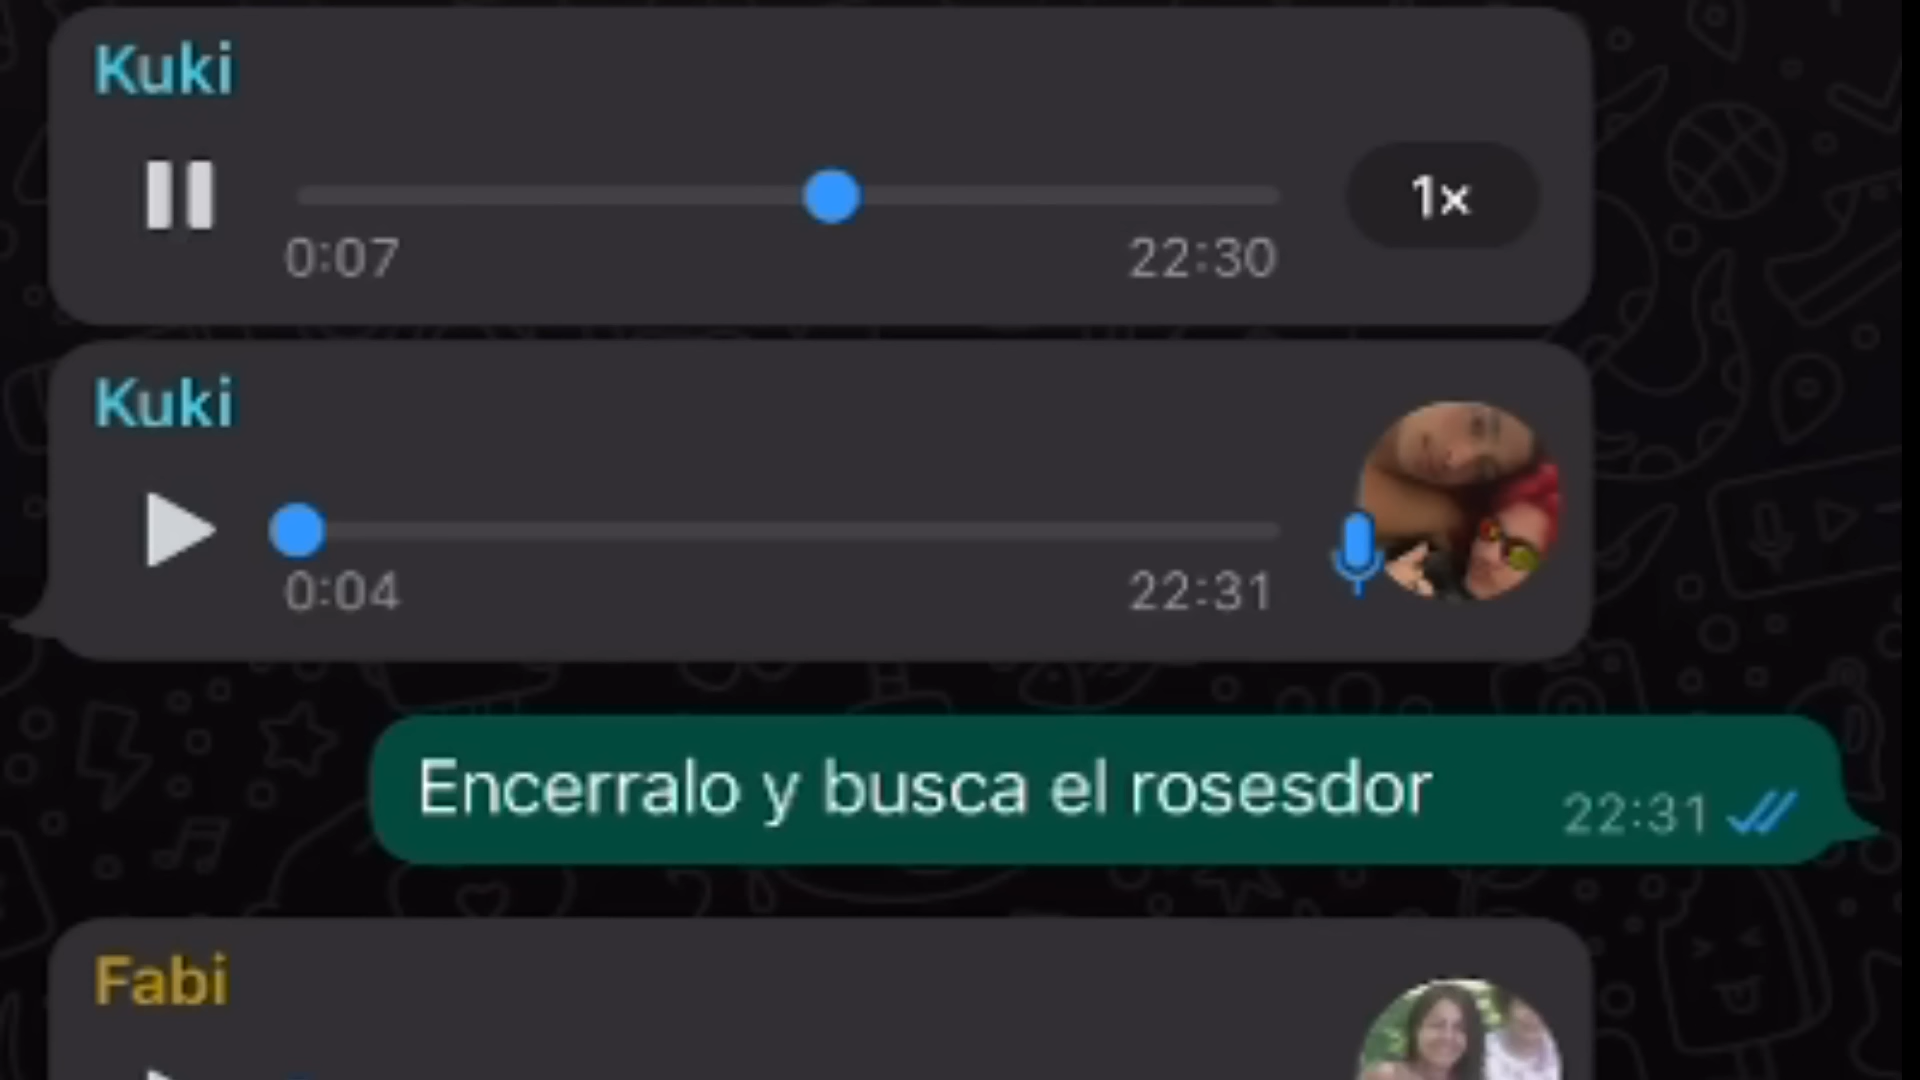 Kuki
0:07 22:30 1x
Kuki
0:04 22:31
Encerralo y busca el rosesdor
22:31
Fabi